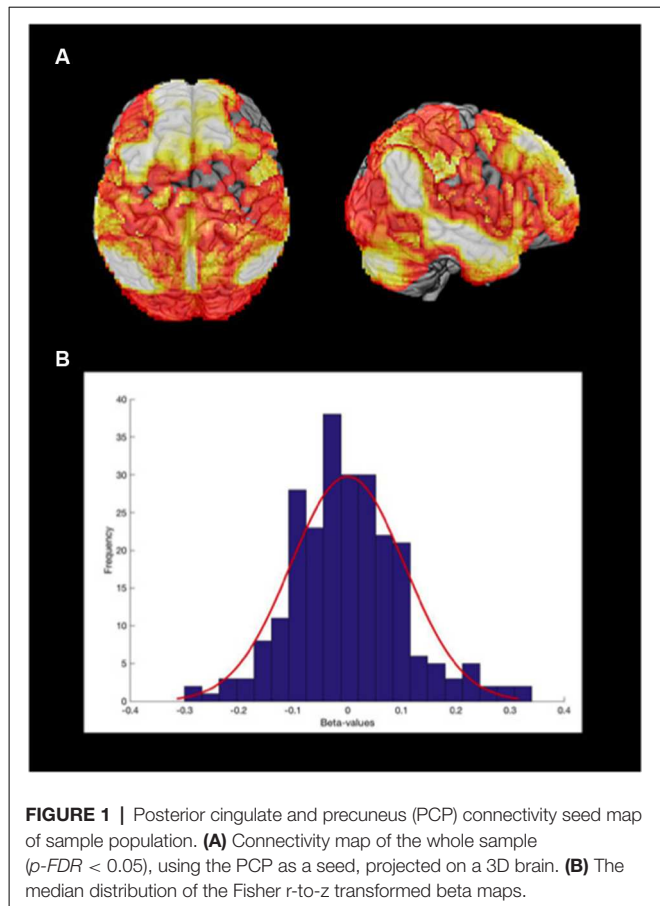 A
B
40
35
30
25
20
15
10
5
0
Frequency
-0.4 -0.3 -0.2 -0.1 0 0.1 0.2 0.3 0.4
Beta-values
FIGURE 1 | Posterior cingulate and precuneus (PCP) connectivity seed map
of sample population. (A) Connectivity map of the whole sample
(p-FDR < 0.05), using the PCP as a seed, projected on a 3D brain. (B) The
median distribution of the Fisher r-to-z transformed beta maps.